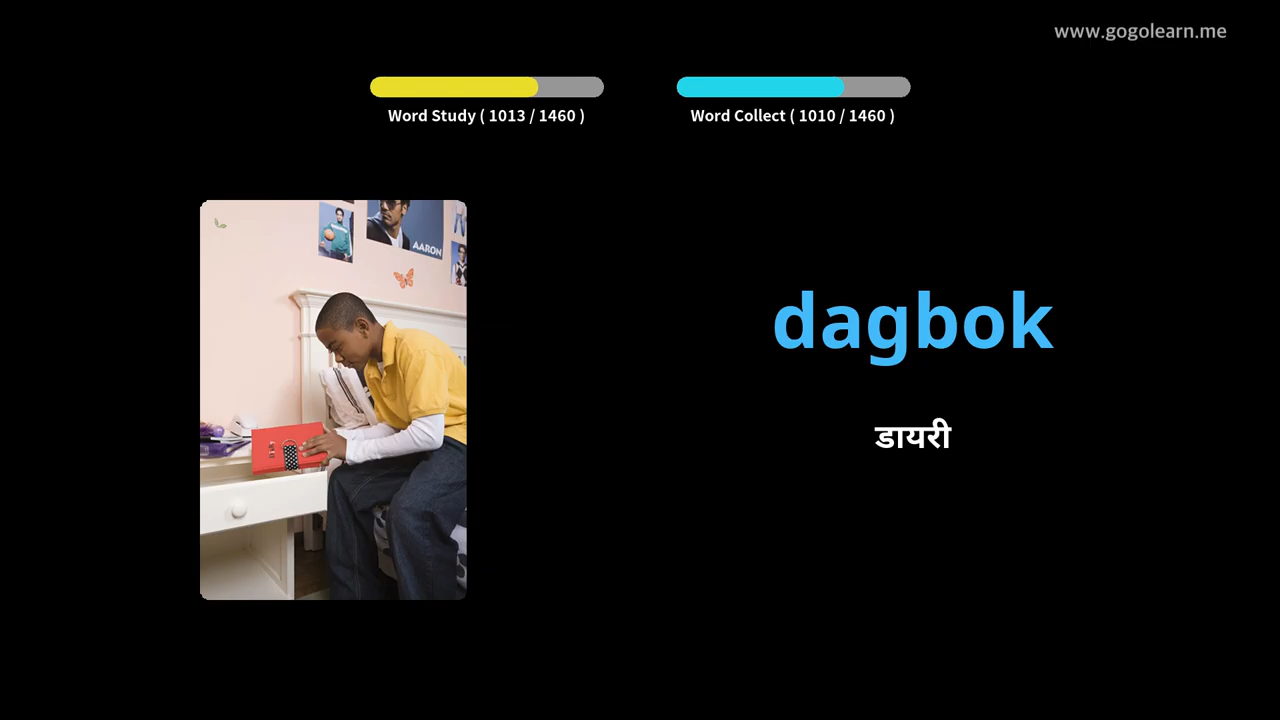 www.gogolearn.me
Word Study ( 1013 / 1460 )
Word Collect ( 1010 / 1460 )
AARON
dagbok
डायरी